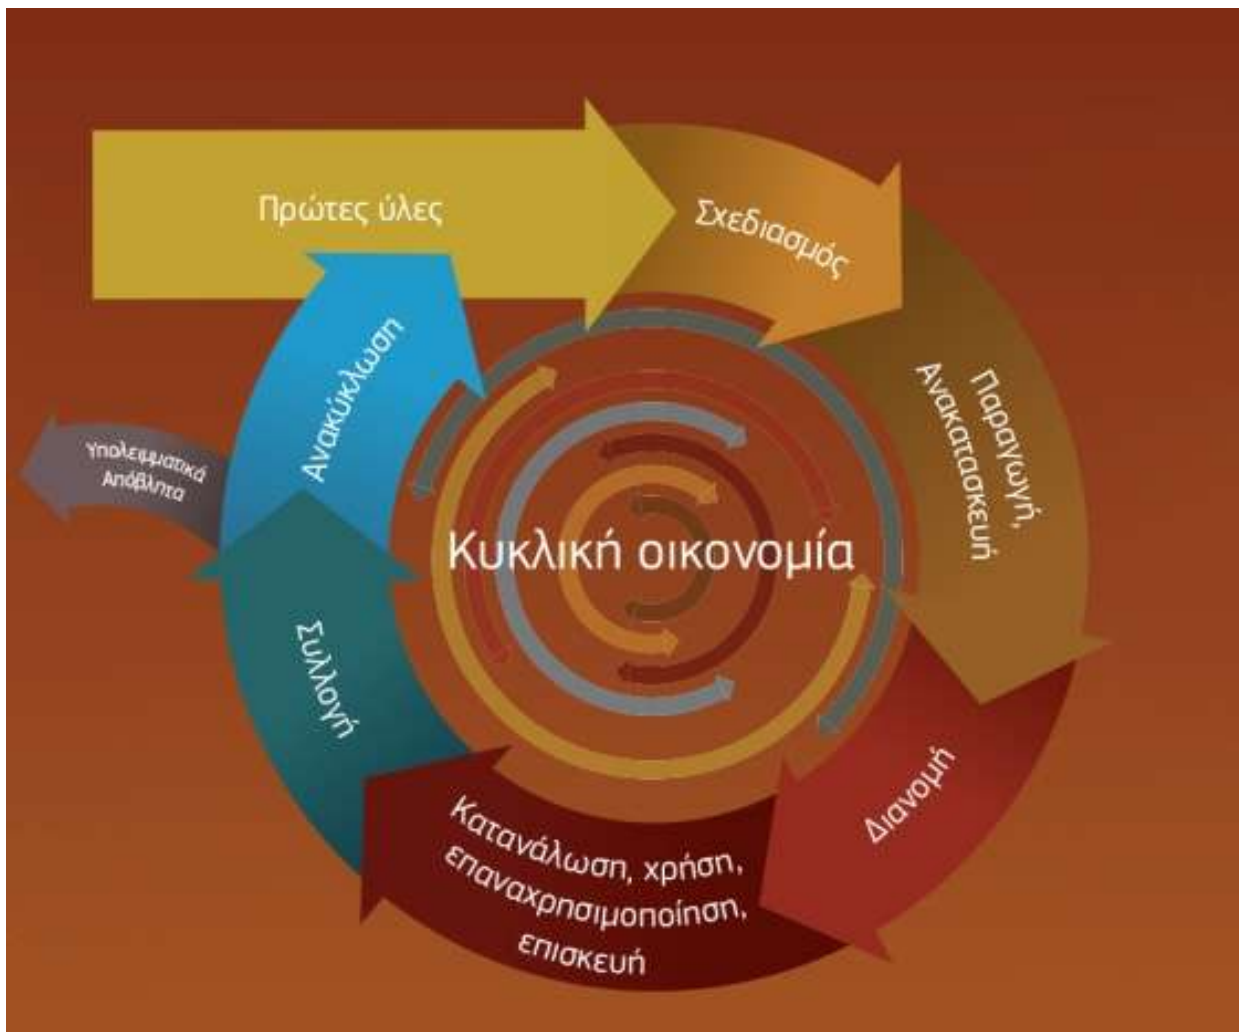 Πρώτες ύλες
Σχεδιασμός
Παραγωγή,
Ανακατασκευή
Διανομή
Κατανάλωση, χρήση,
επαναχρησιμοποίηση,
επισκευή
Συλλογή
Ανακύκλωση
Υπολειμματικά
Απόβλητα
Κυκλική οικονομία